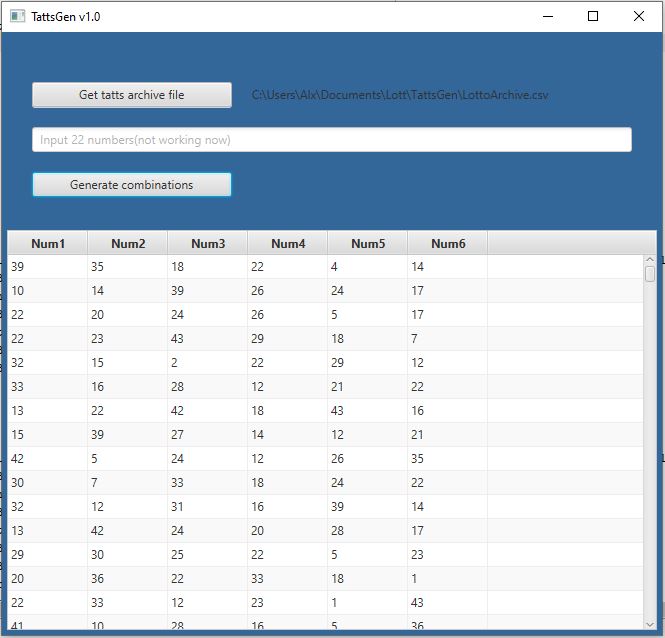 TattsGen v1.0
Get tatts archive file C:\Users\Alx\Documents\Lott\TattsGen\LottoArchive.csv
Input 22 numbers(not working now)
Generate combinations
Num1 Num2 Num3 Num4 Num5 Num6
39 35 18 22 4 14
10 14 39 26 24 17
22 20 24 26 5 17
22 23 43 29 18 7
32 15 2 22 29 12
33 16 28 12 21 22
13 22 42 18 43 16
15 39 27 14 12 21
42 5 24 12 26 35
30 7 33 18 24 22
32 12 31 16 39 14
13 42 24 20 28 17
29 30 25 22 5 23
20 36 22 33 18 1
22 33 12 23 1 43
41 10 28 16 5 36